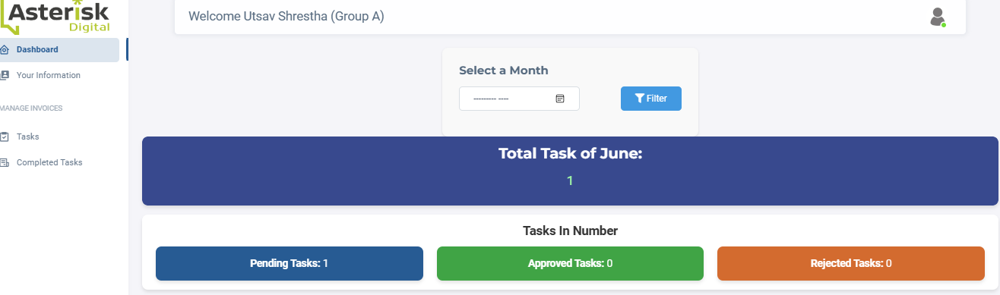 Asterisk
Digital
Dashboard
Your Information
MANAGE INVOICES
Tasks
Completed Tasks
Welcome Utsav Shrestha (Group A)
Select a Month
--------- ----
Filter
Total Task of June:
1
Tasks In Number
Pending Tasks: 1
Approved Tasks: 0
Rejected Tasks: 0